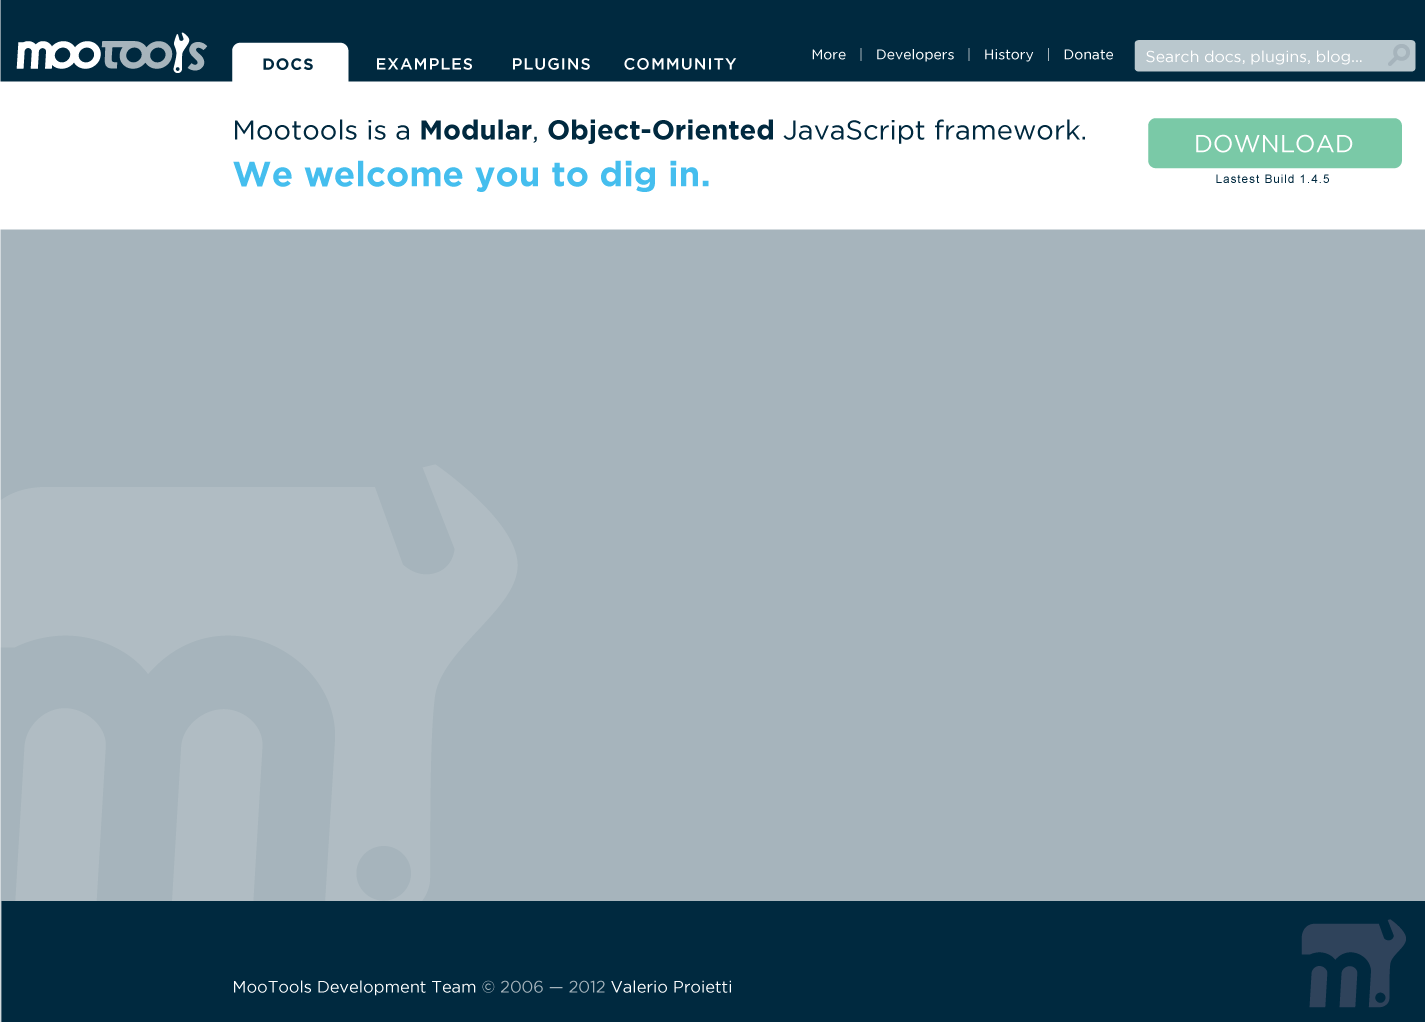 mootools
DOCS EXAMPLES PLUGINS COMMUNITY More | Developers | History | Donate Search docs, plugins, blog...
Mootools is a Modular, Object-Oriented JavaScript framework.
We welcome you to dig in.
DOWNLOAD
Lastest Build 1.4.5
m
MooTools Development Team © 2006 — 2012 Valerio Proietti
m